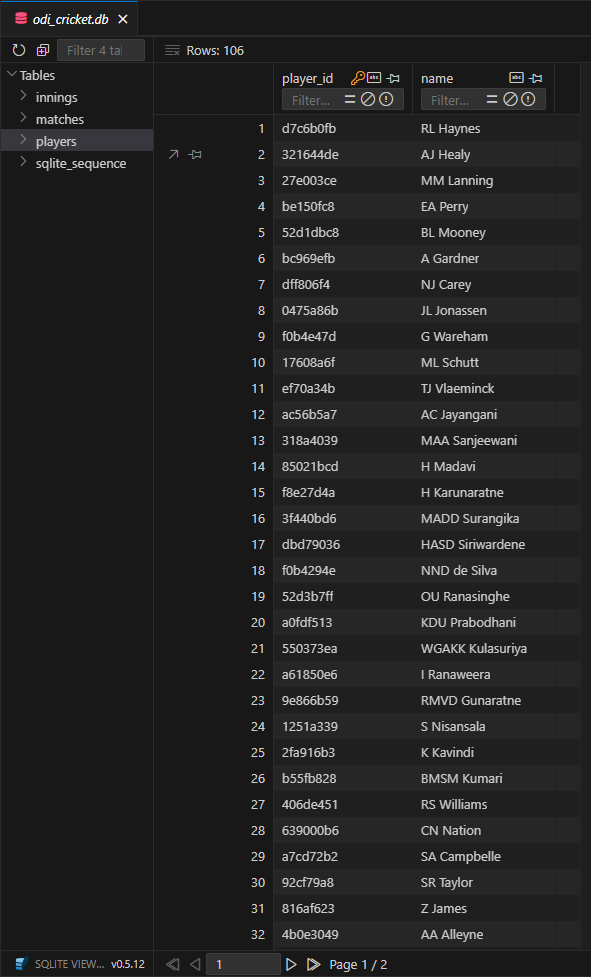 odi_cricket.db
Filter 4 tal
Rows: 106
Tables
innings
matches
players
sqlite_sequence
player_id abc name abc
Filter... Filter...
1 d7c6b0fb RL Haynes
2 321644de AJ Healy
3 27e003ce MM Lanning
4 be150fc8 EA Perry
5 52d1dbc8 BL Mooney
6 bc969efb A Gardner
7 dff806f4 NJ Carey
8 0475a86b JL Jonassen
9 f0b4e47d G Wareham
10 17608a6f ML Schutt
11 ef70a34b TJ Vlaeminck
12 ac56b5a7 AC Jayangani
13 318a4039 MAA Sanjeewani
14 85021bcd H Madavi
15 f8e27d4a H Karunaratne
16 3f440bd6 MADD Surangika
17 dbd79036 HASD Siriwardene
18 f0b4294e NND de Silva
19 52d3b7ff OU Ranasinghe
20 a0fdf513 KDU Prabodhani
21 550373ea WGAKK Kulasuriya
22 a61850e6 I Ranaweera
23 9e866b59 RMVD Gunaratne
24 1251a339 S Nisansala
25 2fa916b3 K Kavindi
26 b55fb828 BMSM Kumari
27 406de451 RS Williams
28 639000b6 CN Nation
29 a7cd72b2 SA Campbelle
30 92cf79a8 SR Taylor
31 816af623 Z James
32 4b0e3049 AA Alleyne
SQLITE VIEW... v0.5.12 1 Page 1 / 2